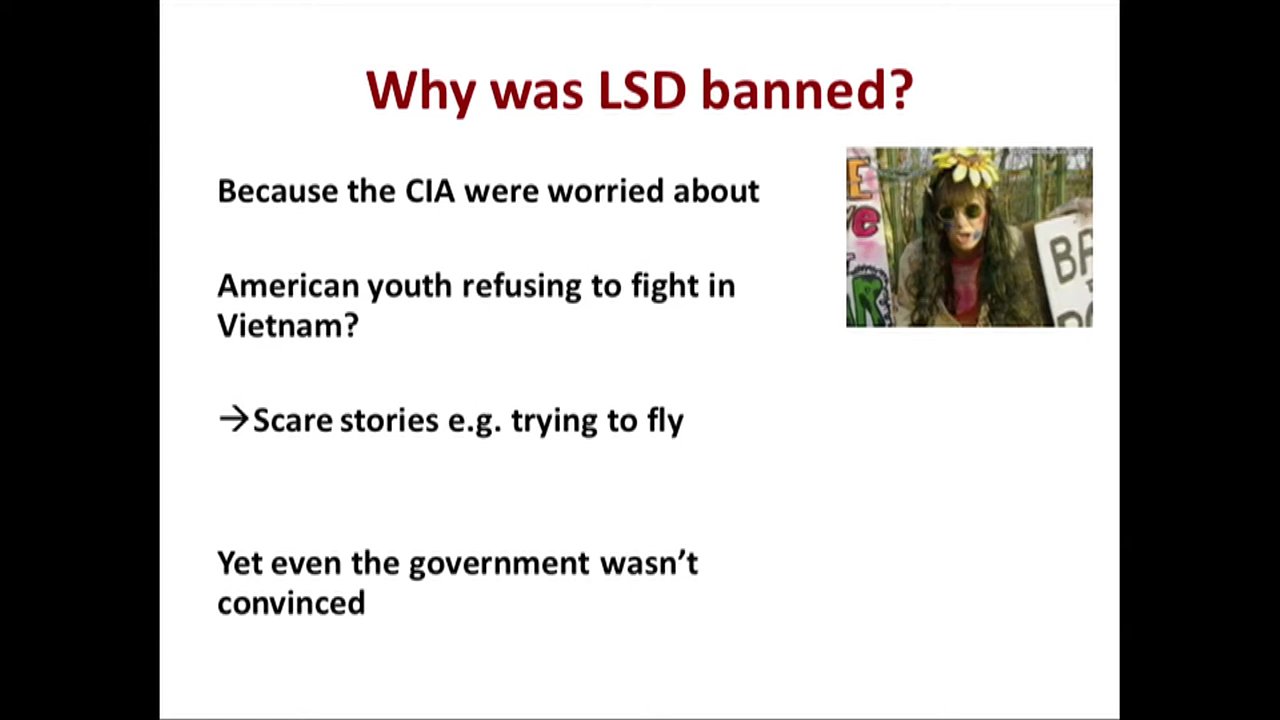 Why was LSD banned?
Because the CIA were worried about
American youth refusing to fight in
Vietnam?
→Scare stories e.g. trying to fly
Yet even the government wasn't
convinced